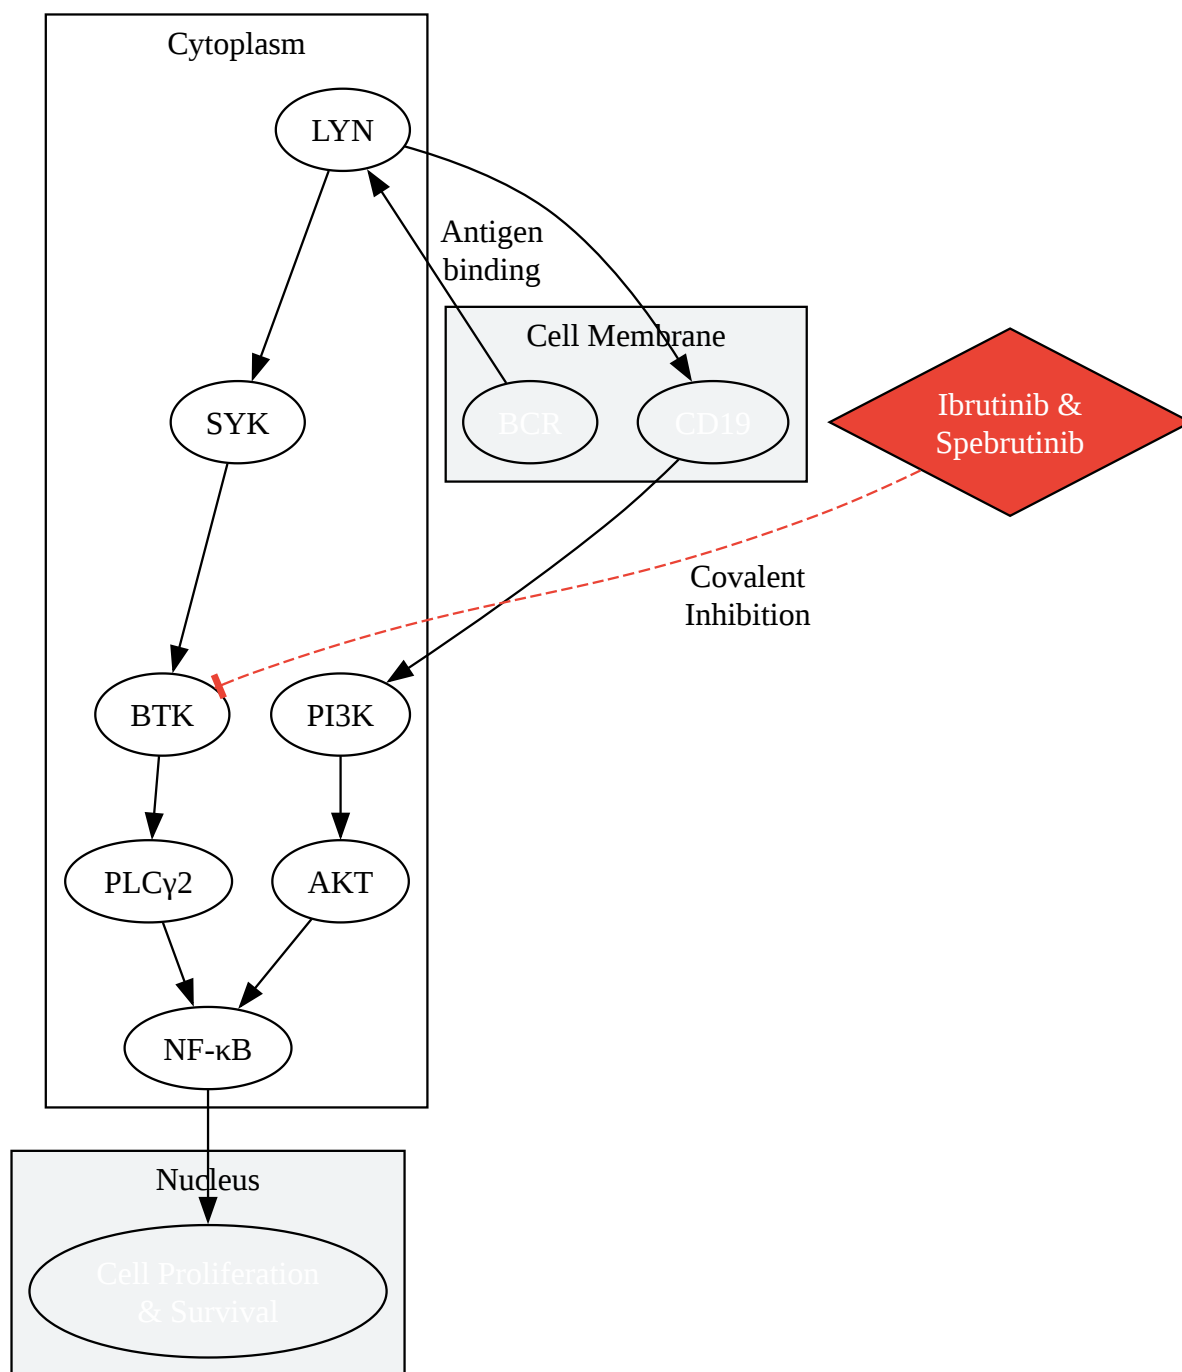 Cytoplasm
LYN
Antigen
binding
Cell Membrane
SYK
BCR
CD19
Ibrutinib &
Spebrutinib
Covalent
Inhibition
BTK
PI3K
PLCγ2
AKT
NF-κB
Nucleus
Cell Proliferation
& Survival